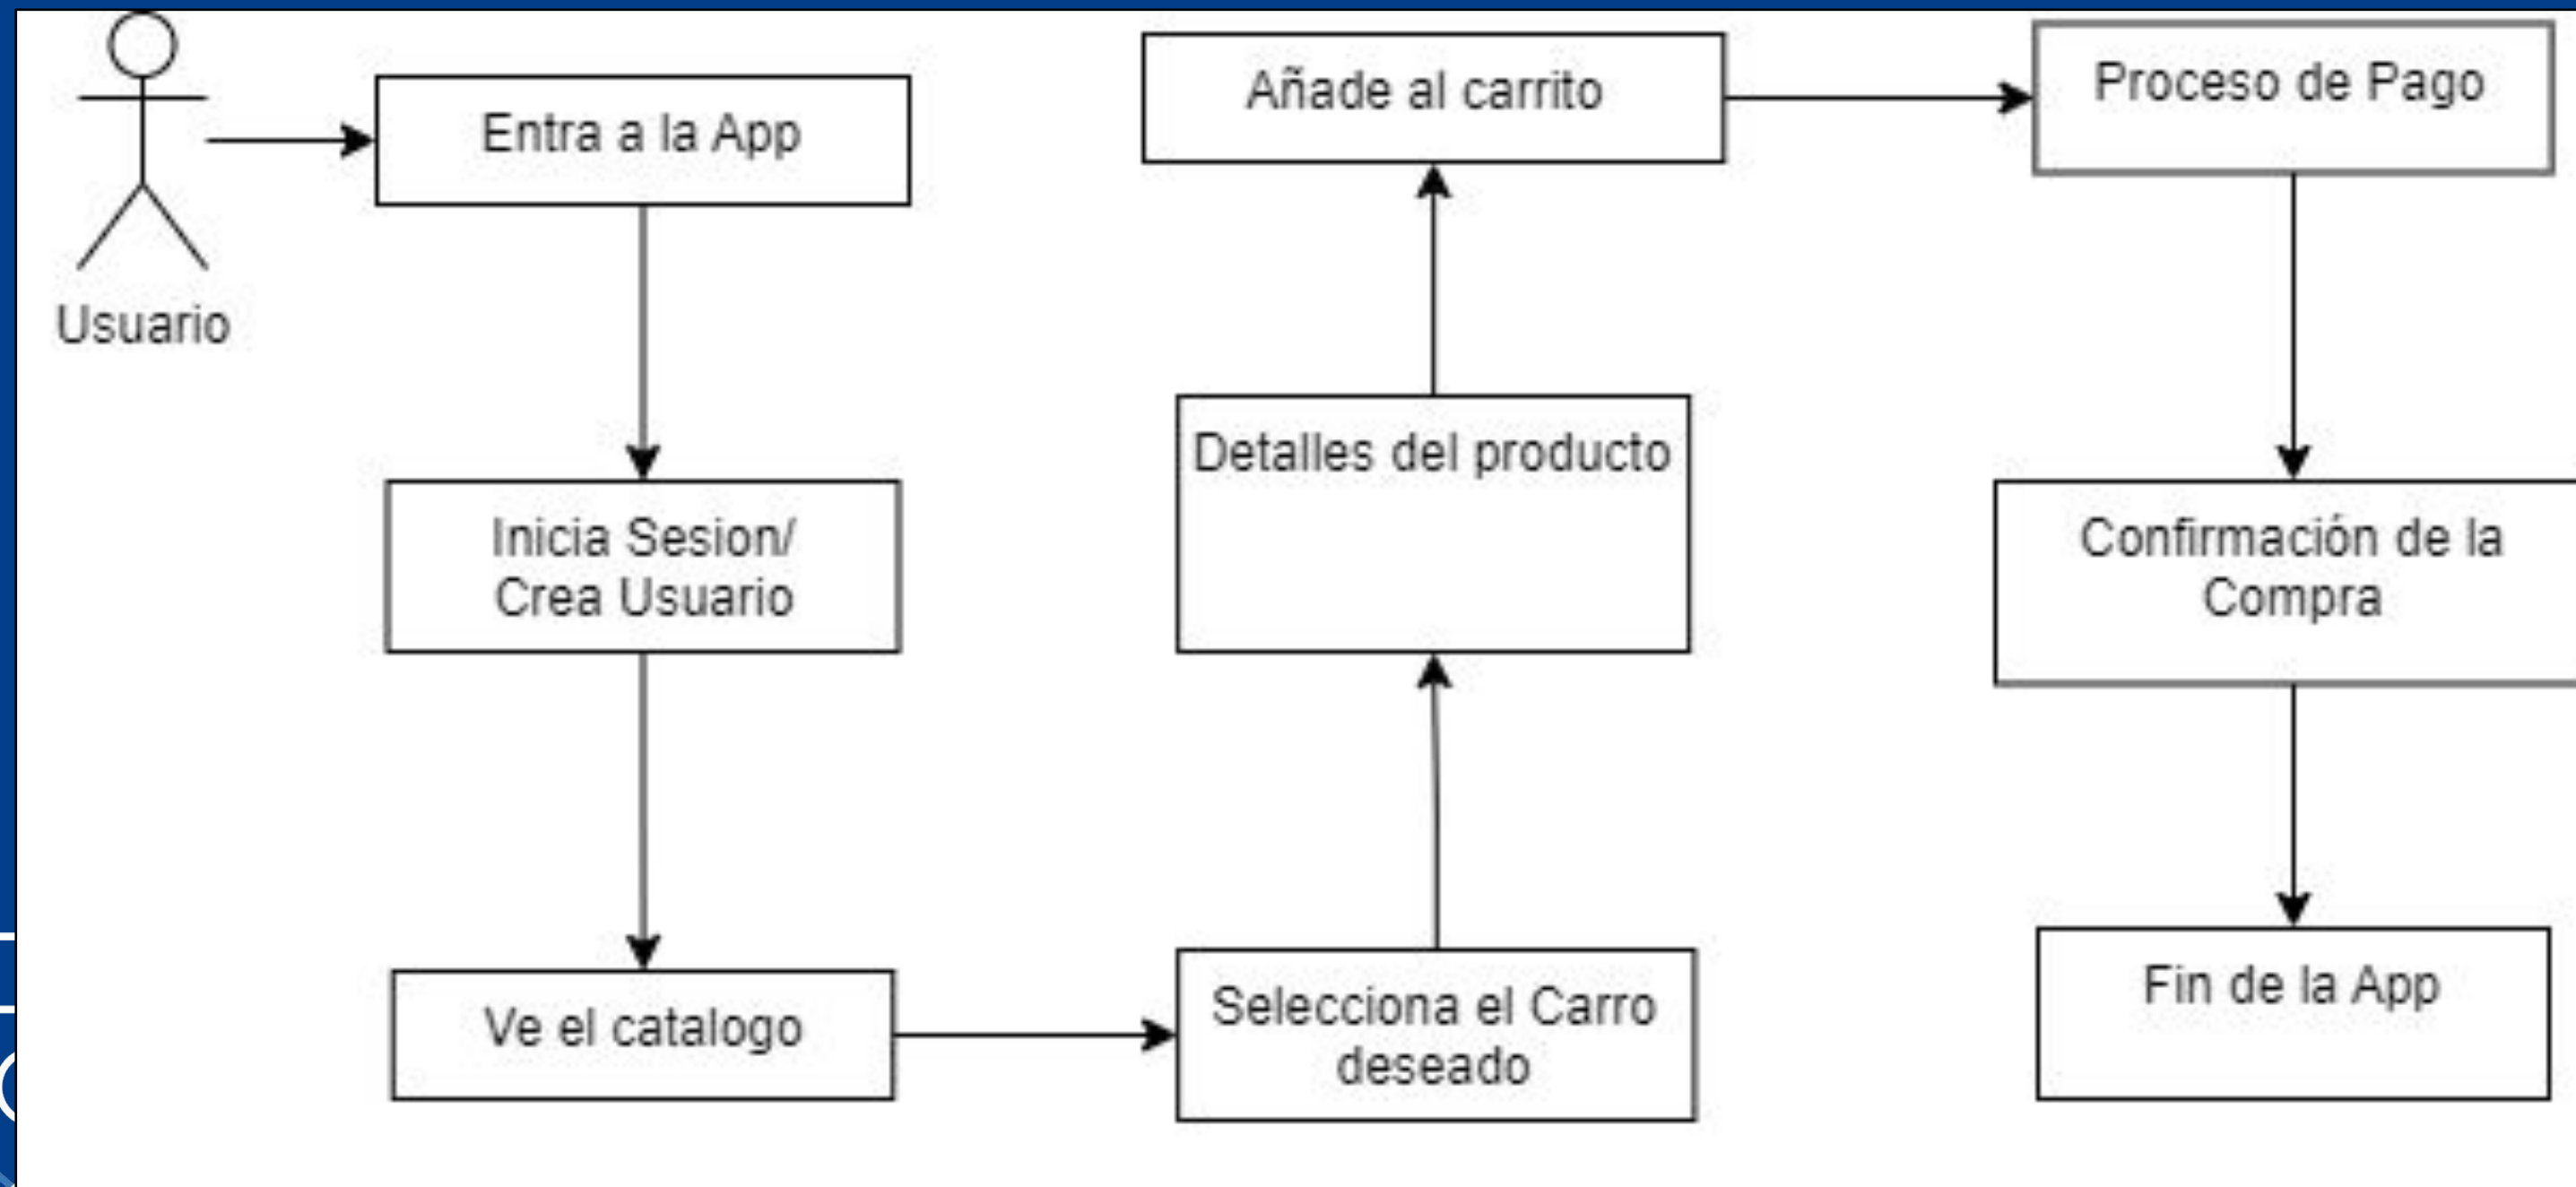 Usuario
Entra a la App
Inicia Sesion/
Crea Usuario
Ve el catalogo
Selecciona el Carro
deseado
Detalles del producto
Añade al carrito
Proceso de Pago
Confirmación de la
Compra
Fin de la App